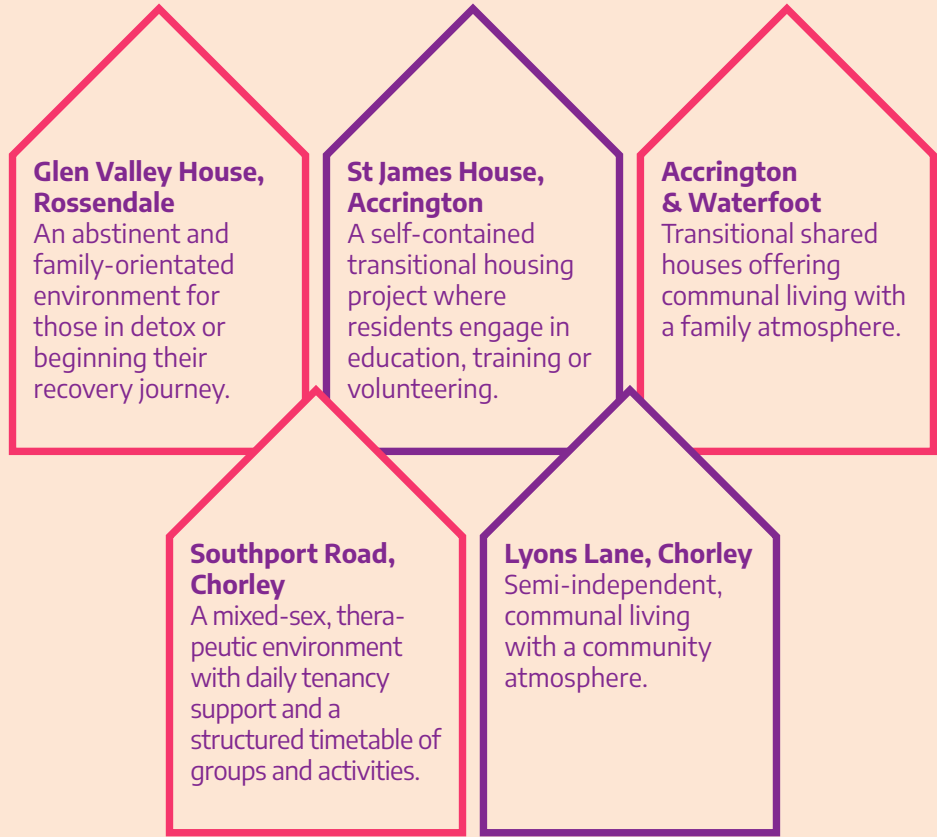 Glen Valley House,
Rossendale
An abstinent and
family-orientated
environment for
those in detox or
beginning their
recovery journey.
St James House,
Accrington
A self-contained
transitional housing
project where
residents engage in
education, training or
volunteering.
Accrington
& Waterfoot
Transitional shared
houses offering
communal living with
a family atmosphere.
Southport Road,
Chorley
A mixed-sex, thera-
peutic environment
with daily tenancy
support and a
structured timetable of
groups and activities.
Lyons Lane, Chorley
Semi-independent,
communal living
with a community
atmosphere.